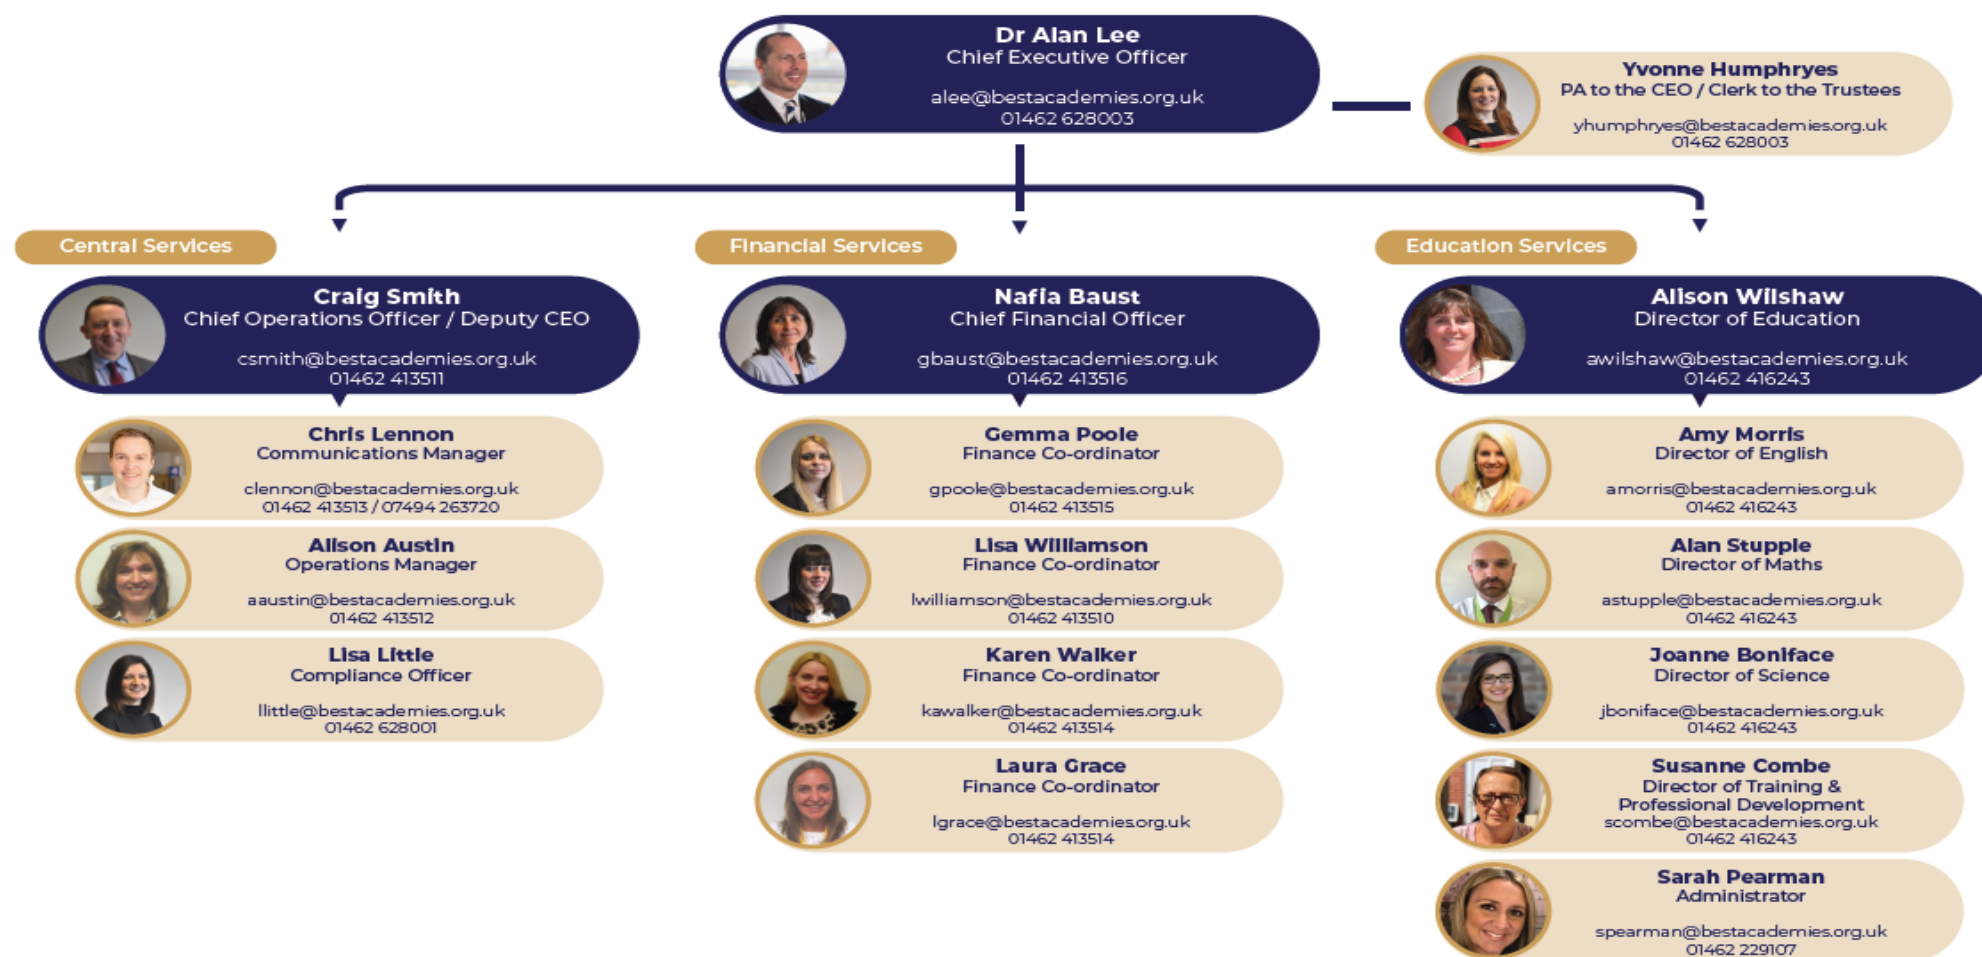 Dr Alan Lee
Chief Executive Officer
alee@bestacademies.org.uk
01462 628003
Yvonne Humphryes
PA to the CEO / Clerk to the Trustees
yhumphryes@bestacademies.org.uk
01462 628003
Central Services
Craig Smith
Chief Operations Officer / Deputy CEO
csmith@bestacademies.org.uk
01462 413511
Chris Lennon
Communications Manager
clennon@bestacademies.org.uk
01462 413513 / 07494 263720
Alison Austin
Operations Manager
aaustin@bestacademies.org.uk
01462 413512
Lisa Little
Compliance Officer
llittle@bestacademies.org.uk
01462 628001
Financial Services
Nafia Baust
Chief Financial Officer
gbaust@bestacademies.org.uk
01462 413516
Gemma Poole
Finance Co-ordinator
gpoole@bestacademies.org.uk
01462 413515
Lisa Williamson
Finance Co-ordinator
lwilliamson@bestacademies.org.uk
01462 413510
Karen Walker
Finance Co-ordinator
kawalker@bestacademies.org.uk
01462 413514
Laura Grace
Finance Co-ordinator
lgrace@bestacademies.org.uk
01462 413514
Education Services
Alison Wilshaw
Director of Education
awilshaw@bestacademies.org.uk
01462 416243
Amy Morris
Director of English
amorris@bestacademies.org.uk
01462 416243
Alan Stupple
Director of Maths
astupple@bestacademies.org.uk
01462 416243
Joanne Boniface
Director of Science
jboniface@bestacademies.org.uk
01462 416243
Susanne Combe
Director of Training &
Professional Development
scombe@bestacademies.org.uk
01462 416243
Sarah Pearman
Administrator
spearman@bestacademies.org.uk
01462 229107